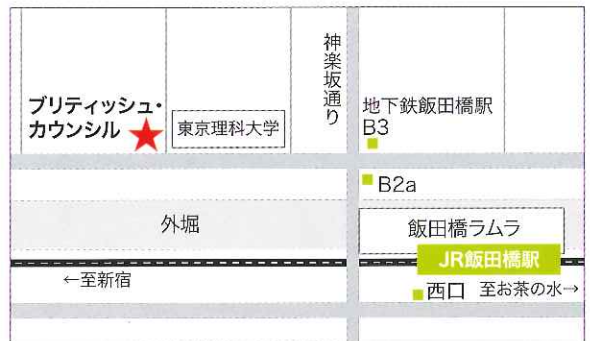 ブリティッシュ・
カウンシル
東京理科大学
神楽坂通り
地下鉄飯田橋駅
B3
B2a
外堀
飯田橋ラムラ
JR飯田橋駅
←至新宿
西口 至お茶の水→